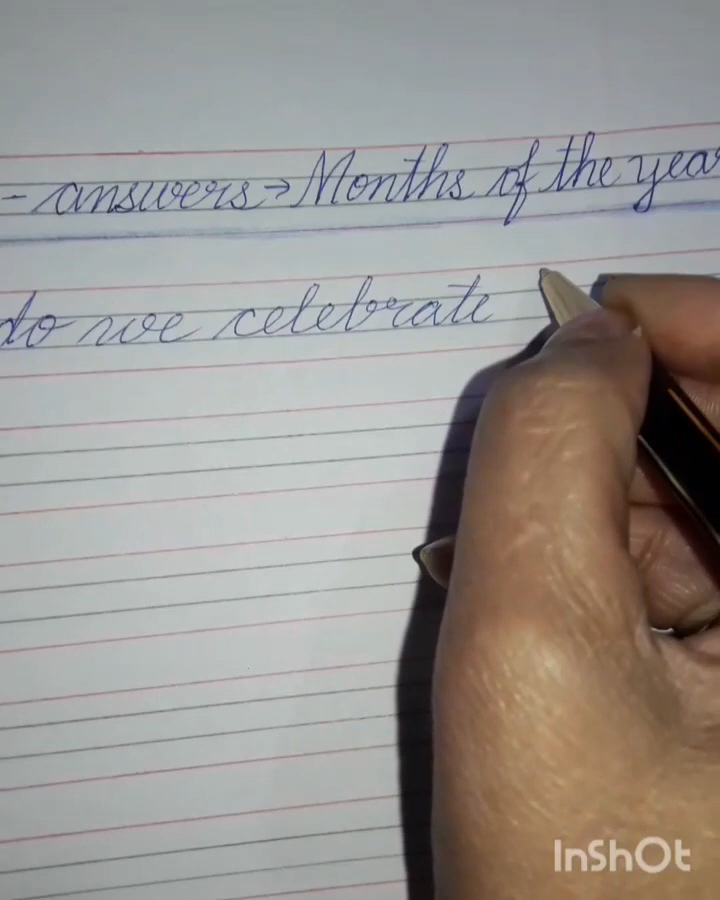 - answers → Months of the year
do we celebrate
InShOt